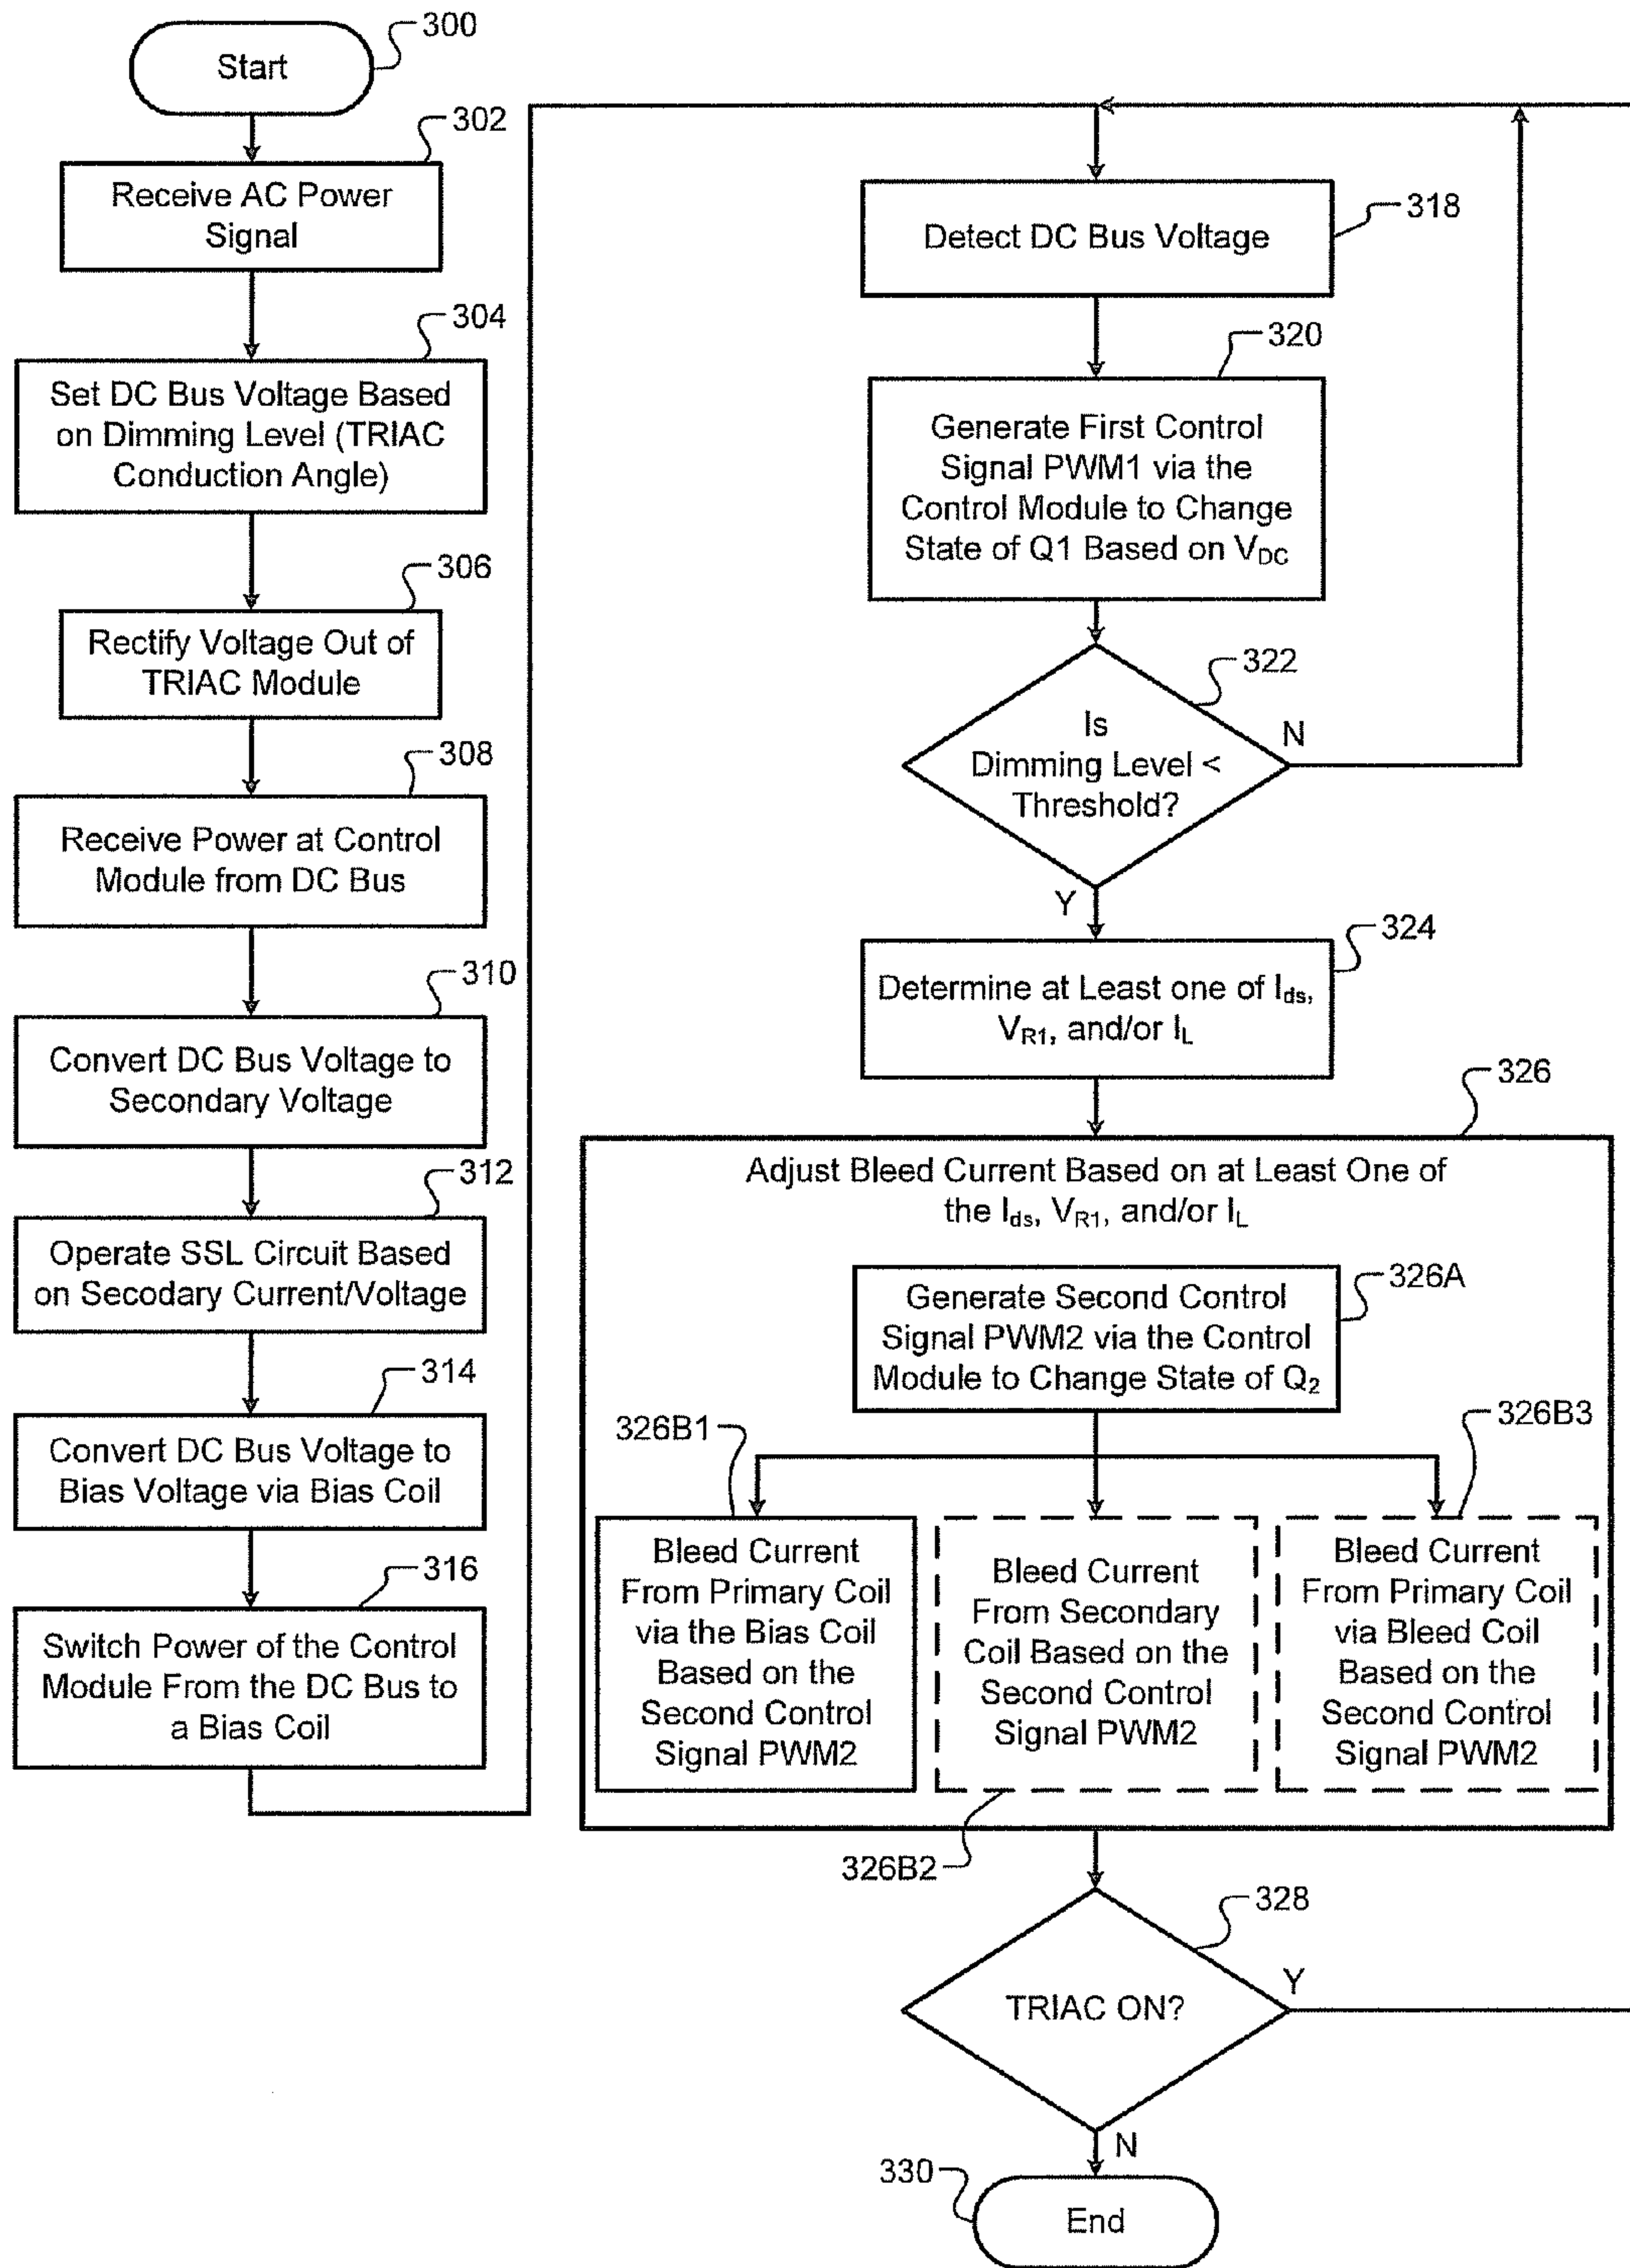 300
Start
302
Receive AC Power
Signal
304
Set DC Bus Voltage Based
on Dimming Level (TRIAC
Conduction Angle)
306
Rectify Voltage Out of
TRIAC Module
308
Receive Power at Control
Module from DC Bus
310
Convert DC Bus Voltage to
Secondary Voltage
312
Operate SSL Circuit Based
on Secodary Current/Voltage
314
Convert DC Bus Voltage to
Bias Voltage via Bias Coil
316
Switch Power of the Control
Module From the DC Bus to
a Bias Coil
318
Detect DC Bus Voltage
320
Generate First Control
Signal PWM1 via the
Control Module to Change
State of Q1 Based on VDC
322
Is
Dimming Level <
Threshold?
N
Y
324
Determine at Least one of Ids,
VR1, and/or IL
326
Adjust Bleed Current Based on at Least One of
the Ids, VR1, and/or IL
326A
Generate Second Control
Signal PWM2 via the Control
Module to Change State of Q2
326B1
Bleed Current
From Primary Coil
via the Bias Coil
Based on the
Second Control
Signal PWM2
Bleed Current
From Secondary
Coil Based on the
Second Control
Signal PWM2
326B2
326B3
Bleed Current
From Primary Coil
via Bleed Coil
Based on the
Second Control
Signal PWM2
328
TRIAC ON?
Y
N
330
End